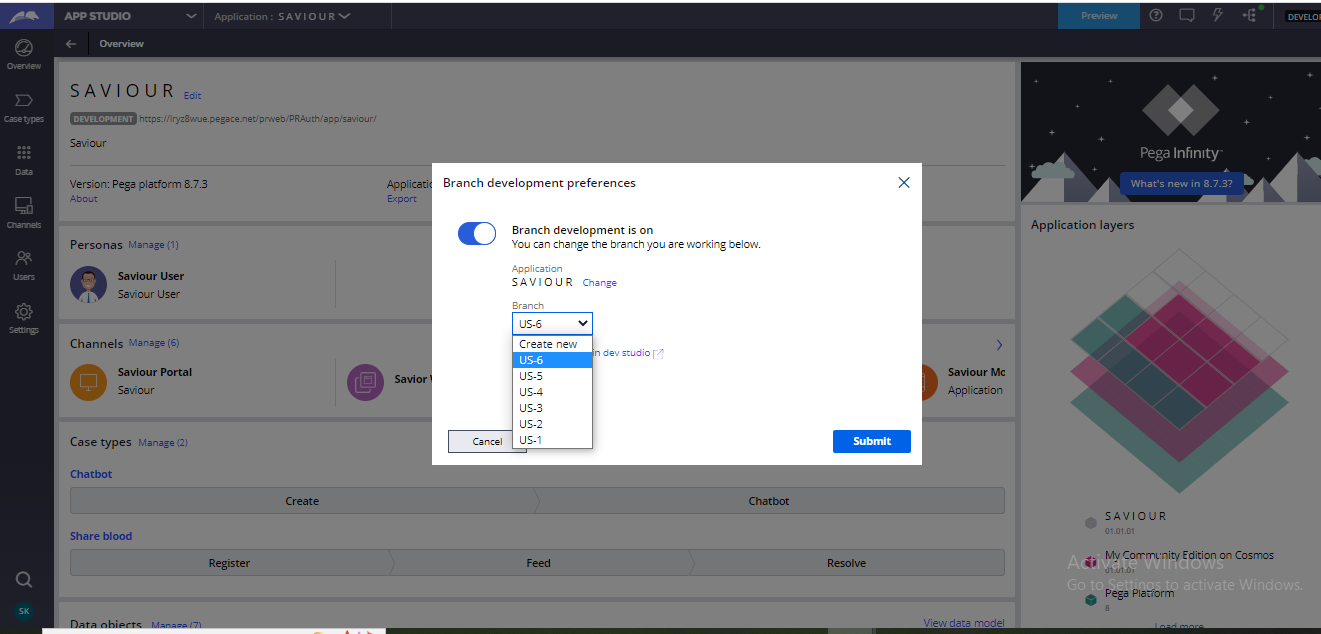 APP STUDIO
Application : S A V I O U R
Preview
DEVELOP
Overview
Overview
Case types
Data
Channels
Users
Settings
SK
S A V I O U R Edit
DEVELOPMENT https://lryz8wue.pegace.net/prweb/PRAuth/app/saviour/
Saviour
Version: Pega platform 8.7.3
About
Applicatio
Export
Personas Manage (1)
Saviour User
Saviour User
Channels Manage (6)
Saviour Portal
Saviour
Savior
Saviour Mo
Application
Case types Manage (2)
Chatbot
Create
Chatbot
Share blood
Register
Feed
Resolve
Data objects Manage (7)
View data model
Branch development preferences
Branch development is on
You can change the branch you are working below.
Application
S A V I O U R Change
Branch
US-6
Create new
US-6
US-5
US-4
US-3
US-2
US-1
in dev studio
Cancel
Submit
Pega Infinity™
What's new in 8.7.3?
Application layers
S A V I O U R
01.01.01
My Community Edition on Cosmos
01.01.01
Pega Platform
8
Load more
Activate Windows
Go to Settings to activate Windows.